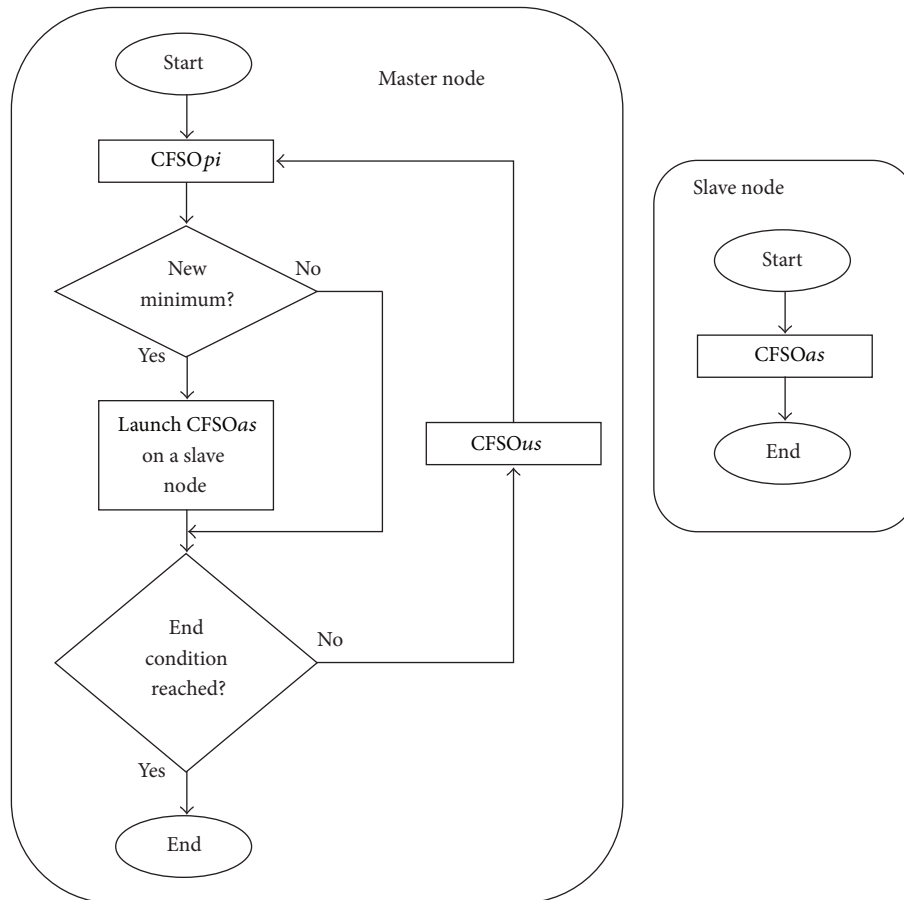 Start
Master node
CFSOpi
New
minimum?
No
Yes
Launch CFSOas
on a slave
node
CFSOus
End
condition
reached?
No
Yes
End
Slave node
Start
CFSOas
End